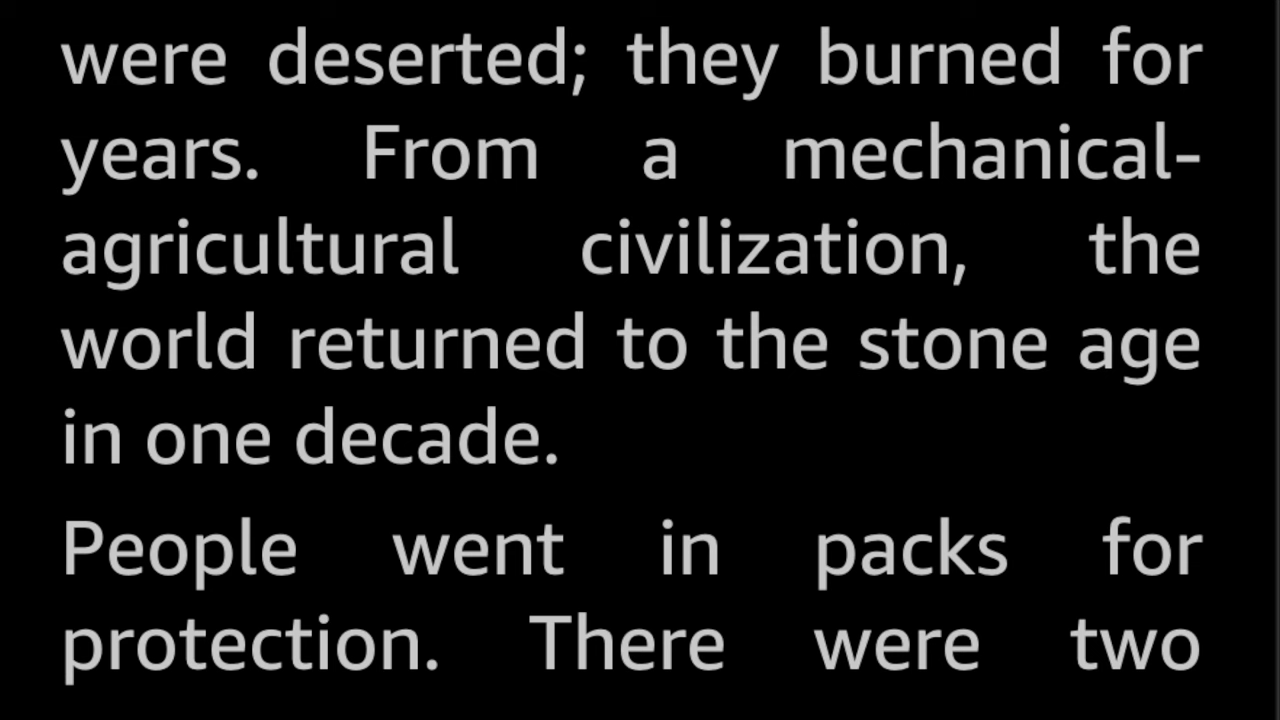 were deserted; they burned for
years. From a mechanical-
agricultural civilization, the
world returned to the stone age
in one decade.
People went in packs for
protection. There were two